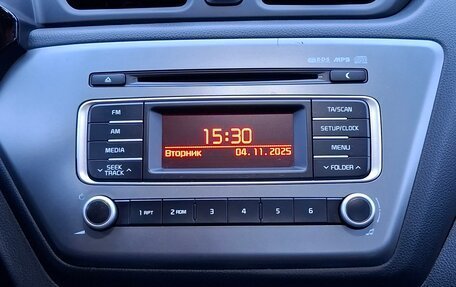 RDS MP3
FM
AM
MEDIA
SEEK
TRACK
15:30
Вторник 04.11.2025
TA/SCAN
SETUP/CLOCK
MENU
FOLDER
1 RPT 2 RDM 3 4 5 6